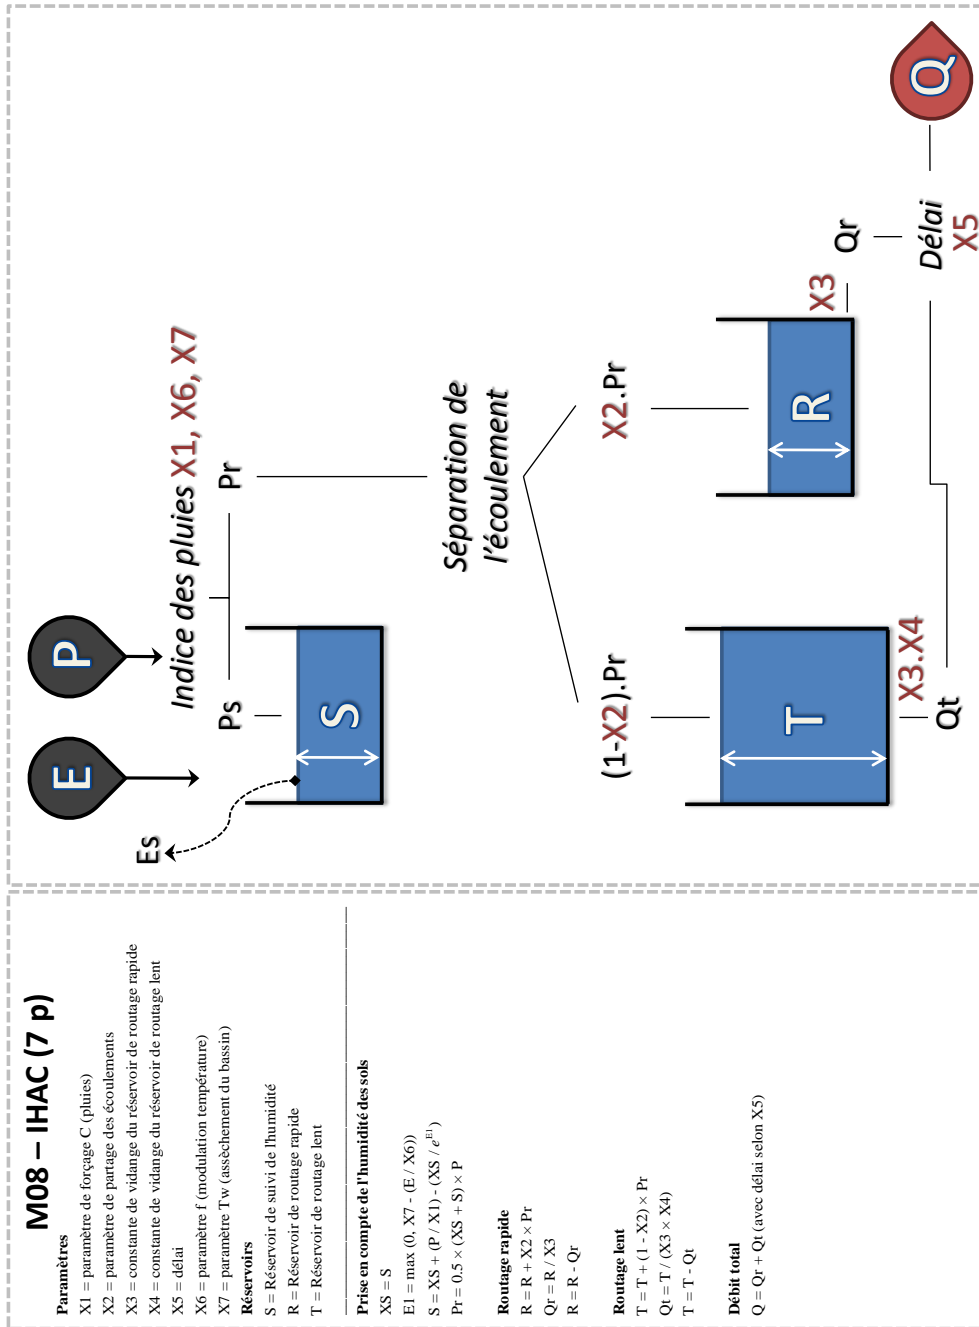 M08 – IHAC (7 p)
Paramètres
X1 = paramètre de forçage C (pluies)
X2 = paramètre de partage des écoulements
X3 = constante de vidange du réservoir de routage rapide
X4 = constante de vidange du réservoir de routage lent
X5 = délai
X6 = paramètre f (modulation température)
X7 = paramètre Tw (assèchement du bassin)
Réservoirs
S = Réservoir de suivi de l'humidité
R = Réservoir de routage rapide
T = Réservoir de routage lent
Prise en compte de l'humidité des sols
XS = S
E1 = max (0, X7 - (E / X6))
S = XS + (P / X1) - (XS / e^E1)
Pr = 0.5 × (XS + S) × P
Routage rapide
R = R + X2 × Pr
Qr = R / X3
R = R - Qr
Routage lent
T = T + (1 - X2) × Pr
Qt = T / (X3 × X4)
T = T - Qt
Débit total
Q = Qr + Qt (avec délai selon X5)
E
P
Es
Indice des pluies X1, X6, X7
Ps
Pr
S
Séparation de
l'écoulement
(1-X2).Pr
X2.Pr
T
R
X3
X3.X4
Qt
Qr
Délai
X5
Q